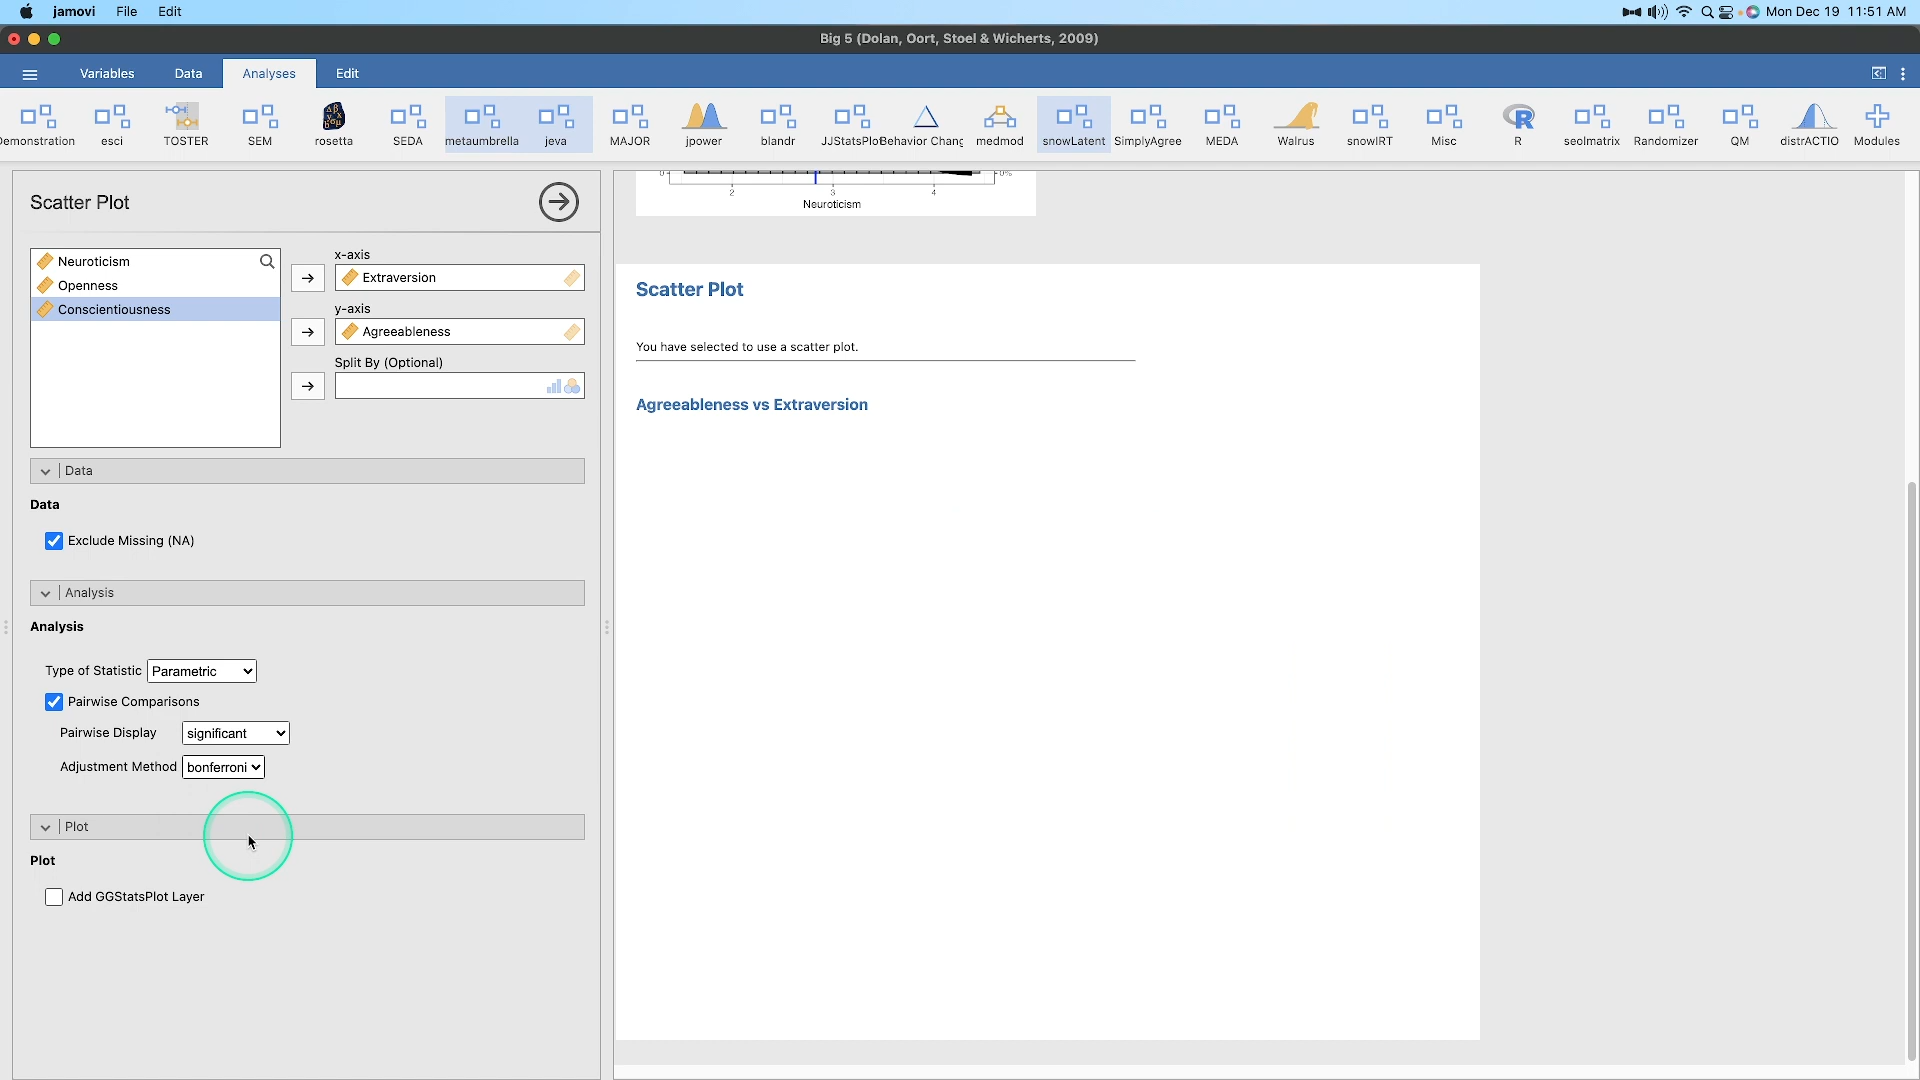 jamovi File Edit Mon Dec 19 11:51 AM
Big 5 (Dolan, Oort, Stoel & Wicherts, 2009)
Variables Data Analyses Edit
Demonstration esci TOSTER SEM rosetta SEDA metaumbrella jeva MAJOR jpower blandr JJStatsPlo Behavior Chang medmod snowLatent SimplyAgree MEDA Walrus snowIRT Misc R seolmatrix Randomizer QM distrACTION Modules
Scatter Plot
Neuroticism
Openness
Conscientiousness
x-axis
Extraversion
y-axis
Agreeableness
Split By (Optional)
Data
Data
Exclude Missing (NA)
Analysis
Analysis
Type of Statistic Parametric
Pairwise Comparisons
Pairwise Display significant
Adjustment Method bonferroni
Plot
Plot
Add GGStatsPlot Layer
0 0%
2 3 4
Neuroticism
Scatter Plot
You have selected to use a scatter plot.
Agreeableness vs Extraversion